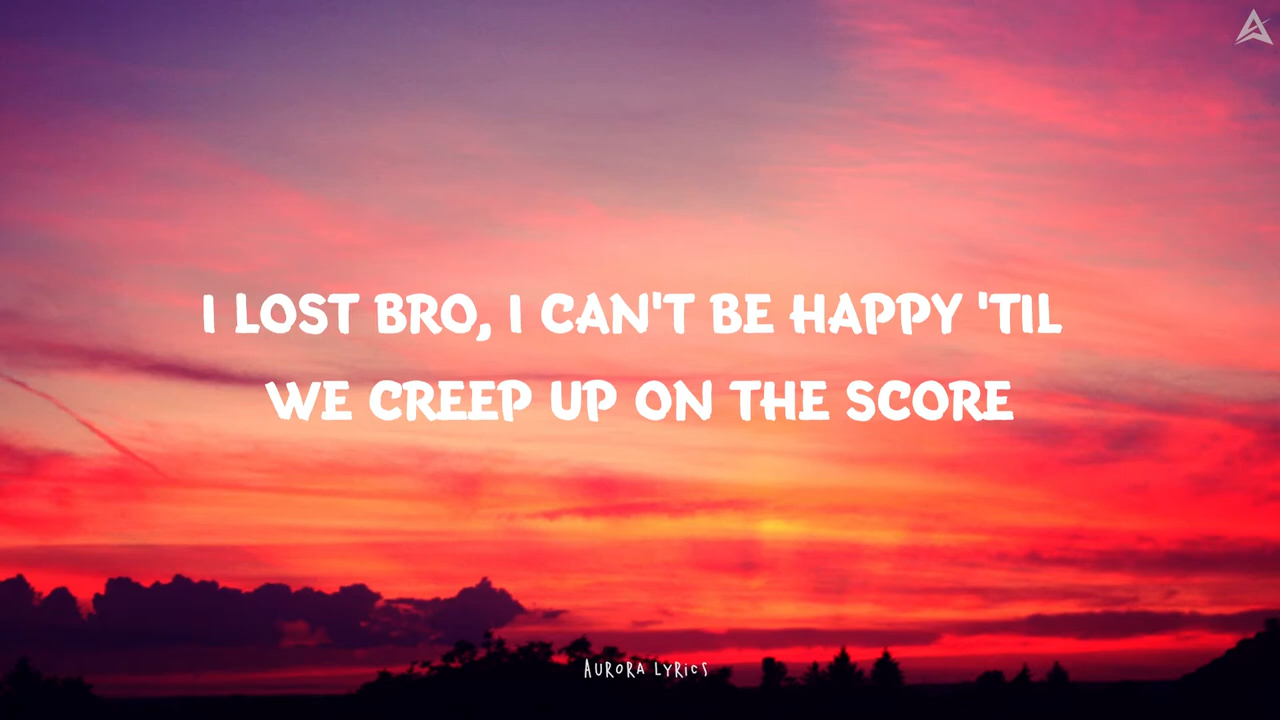 I LOST BRO, I CAN'T BE HAPPY 'TIL
WE CREEP UP ON THE SCORE
AURORA LYRICS